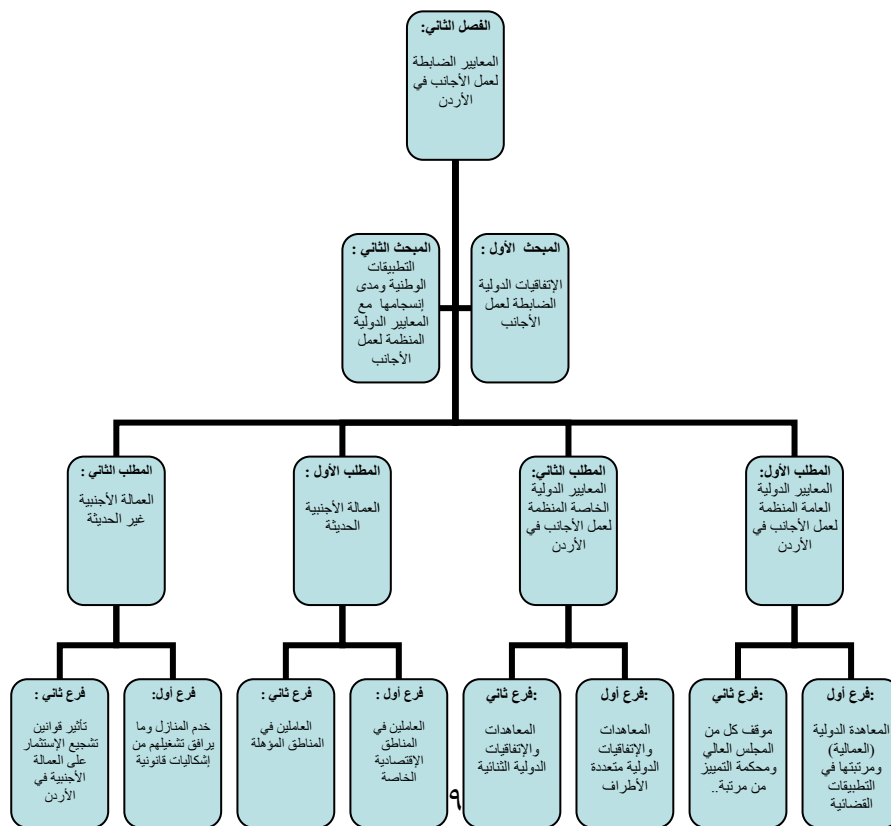 الفصل الثاني:
المعايير الضابطة
لعمل الأجانب في
الأردن
المبحث الأول :
الإتفاقيات الدولية
الضابطة لعمل
الأجانب
المبحث الثاني :
التطبيقات
الوطنية ومدى
إنسجامها مع
المعايير الدولية
المنظمة لعمل
الأجانب
المطلب الأول:
المعايير الدولية
العامة المنظمة
لعمل الأجانب في
الأردن
المطلب الثاني:
المعايير الدولية
الخاصة المنظمة
لعمل الأجانب في
الأردن
المطلب الأول :
العمالة الأجنبية
الحديثة
المطلب الثاني :
العمالة الأجنبية
غير الحديثة
:فرع أول
المعاهدة الدولية
(العمالية)
ومرتبتها في
التطبيقات
القضائية
:فرع ثاني
موقف كل من
المجلس العالي
ومحكمة التمييز
من مرتبة..
:فرع أول
المعاهدات
والإتفاقيات
الدولية متعددة
الأطراف
:فرع ثاني
المعاهدات
والإتفاقيات
الدولية الثنائية
فرع أول :
العاملين في
المناطق
الإقتصادية
الخاصة
فرع ثاني :
العاملين في
المناطق المؤهلة
فرع أول:
خدم المنازل وما
يرافق تشغيلهم من
إشكاليات قانونية
فرع ثاني :
تأثير قوانين
تشجيع الإستثمار
على العمالة
الأجنبية في
الأردن
٩